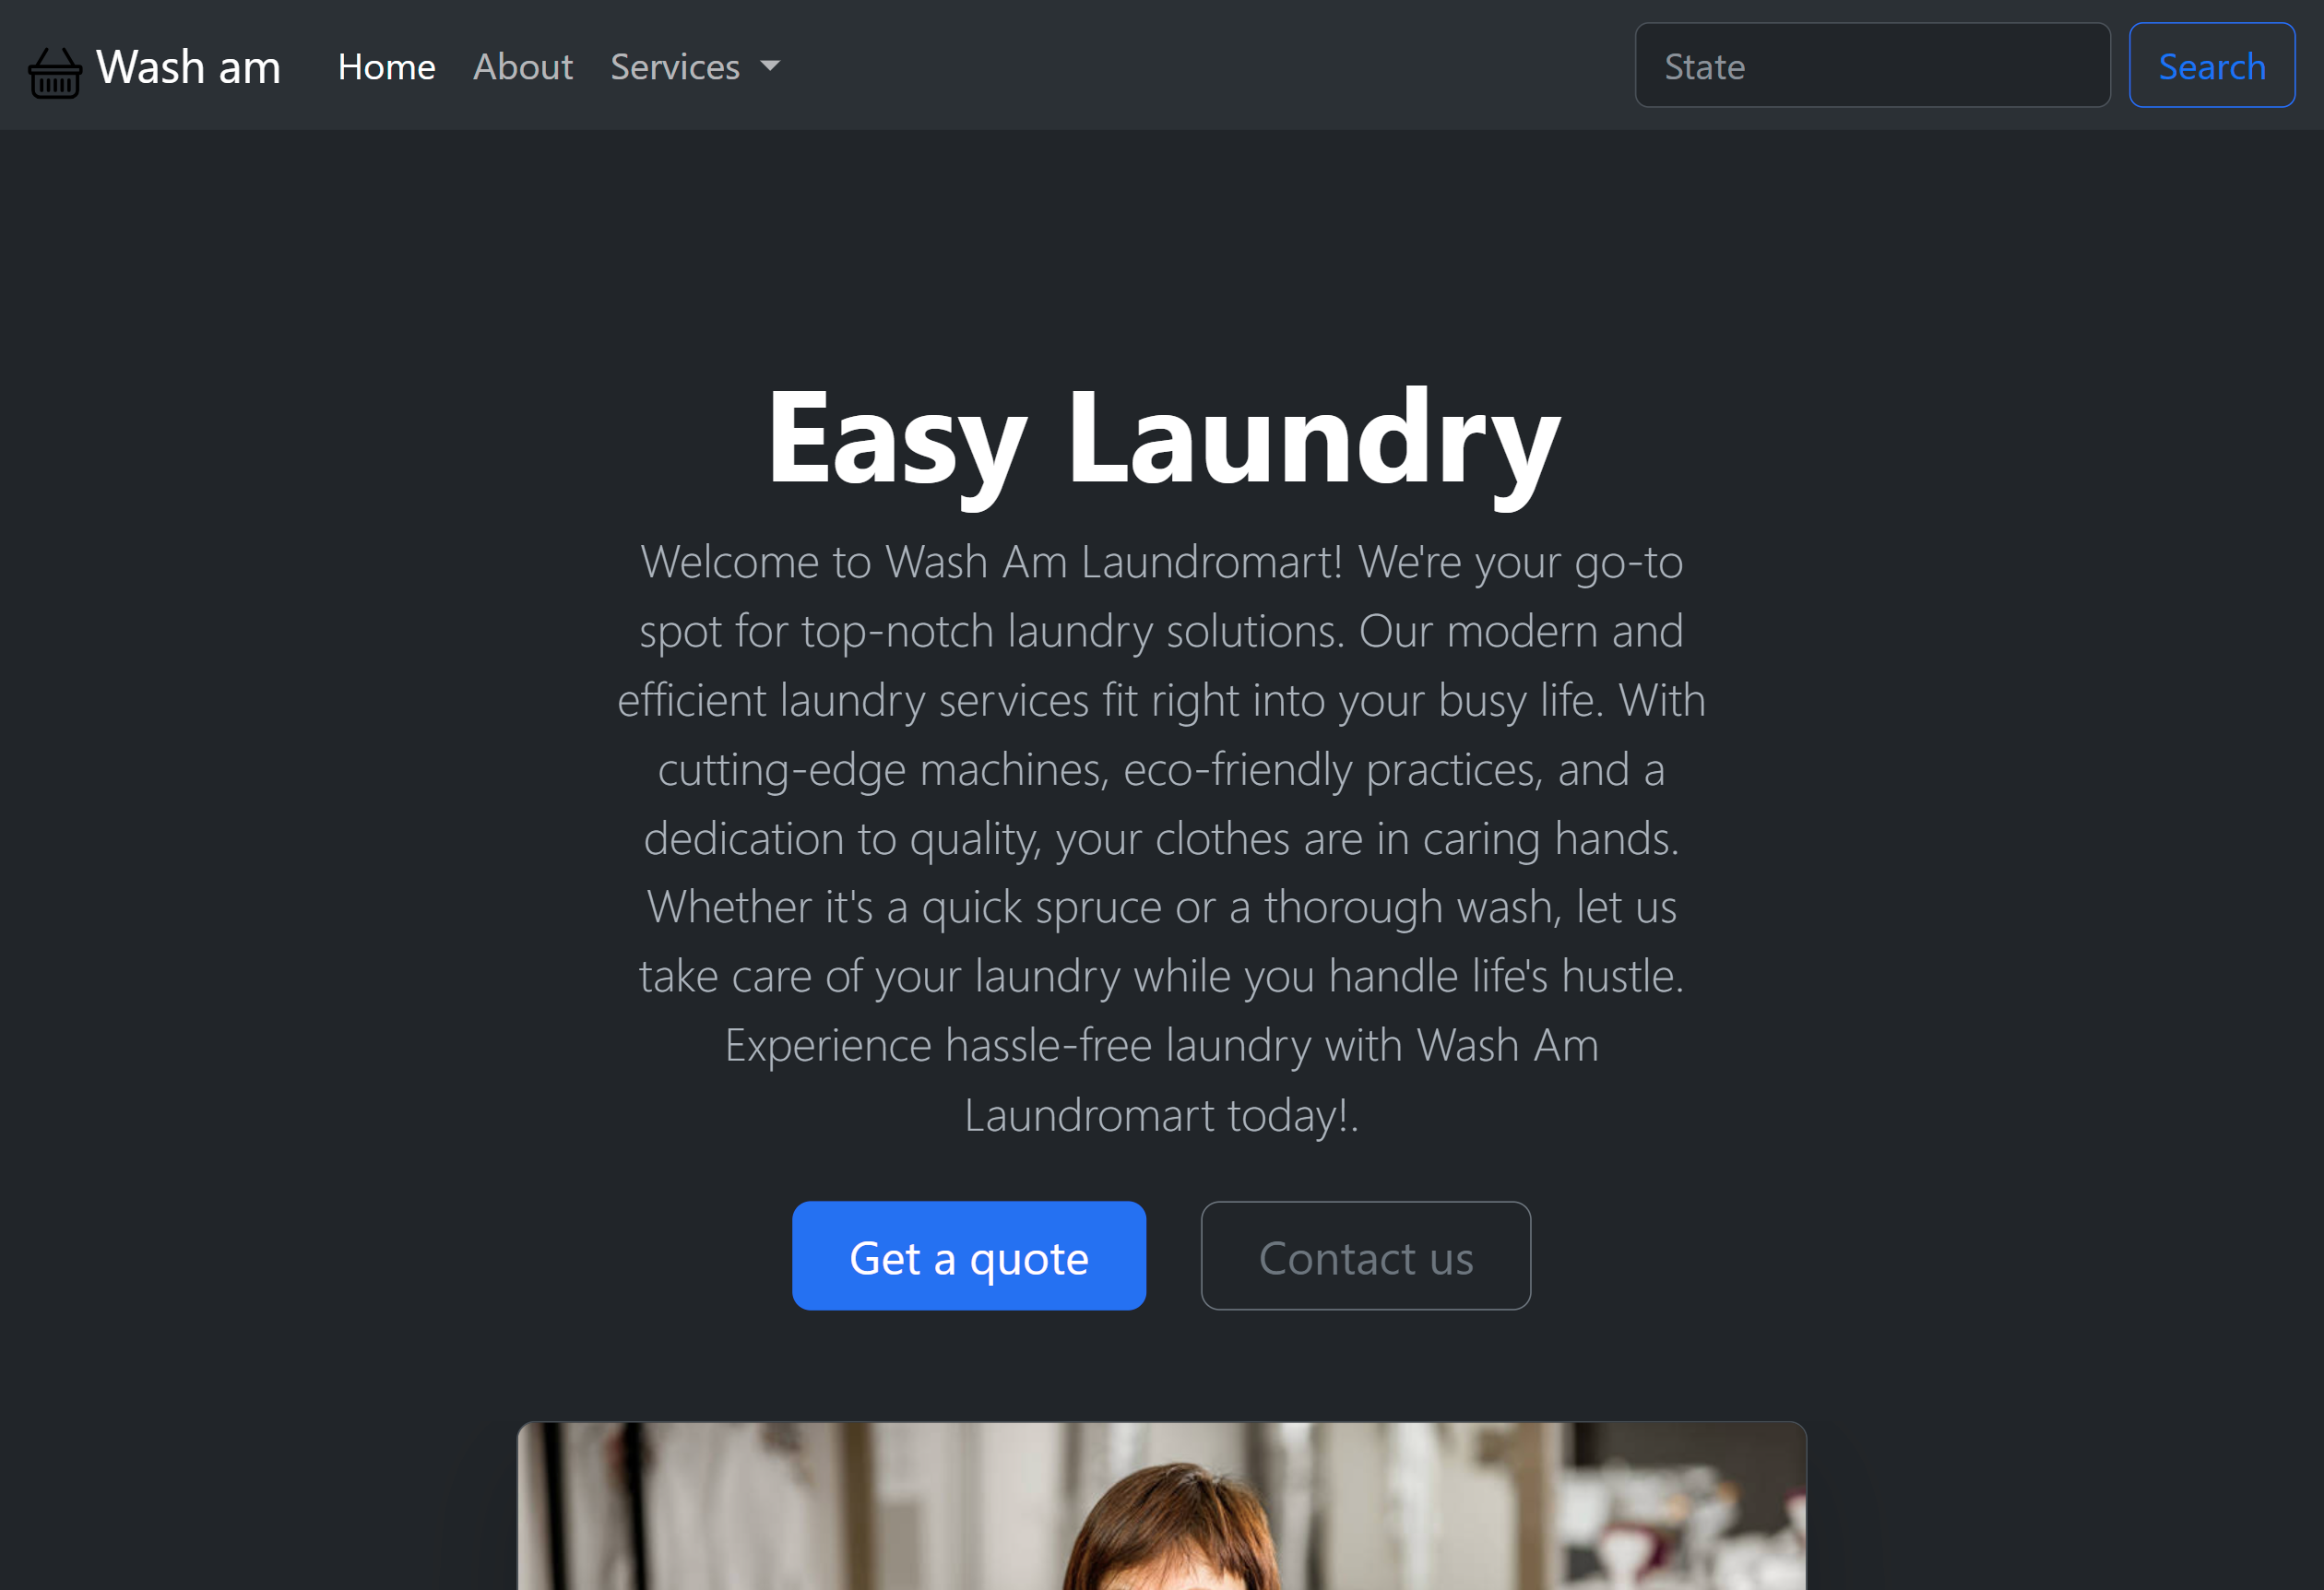 Wash am
Home
About
Services
State
Search
Easy Laundry
Welcome to Wash Am Laundromart! We're your go-to
spot for top-notch laundry solutions. Our modern and
efficient laundry services fit right into your busy life. With
cutting-edge machines, eco-friendly practices, and a
dedication to quality, your clothes are in caring hands.
Whether it's a quick spruce or a thorough wash, let us
take care of your laundry while you handle life's hustle.
Experience hassle-free laundry with Wash Am
Laundromart today!.
Get a quote
Contact us